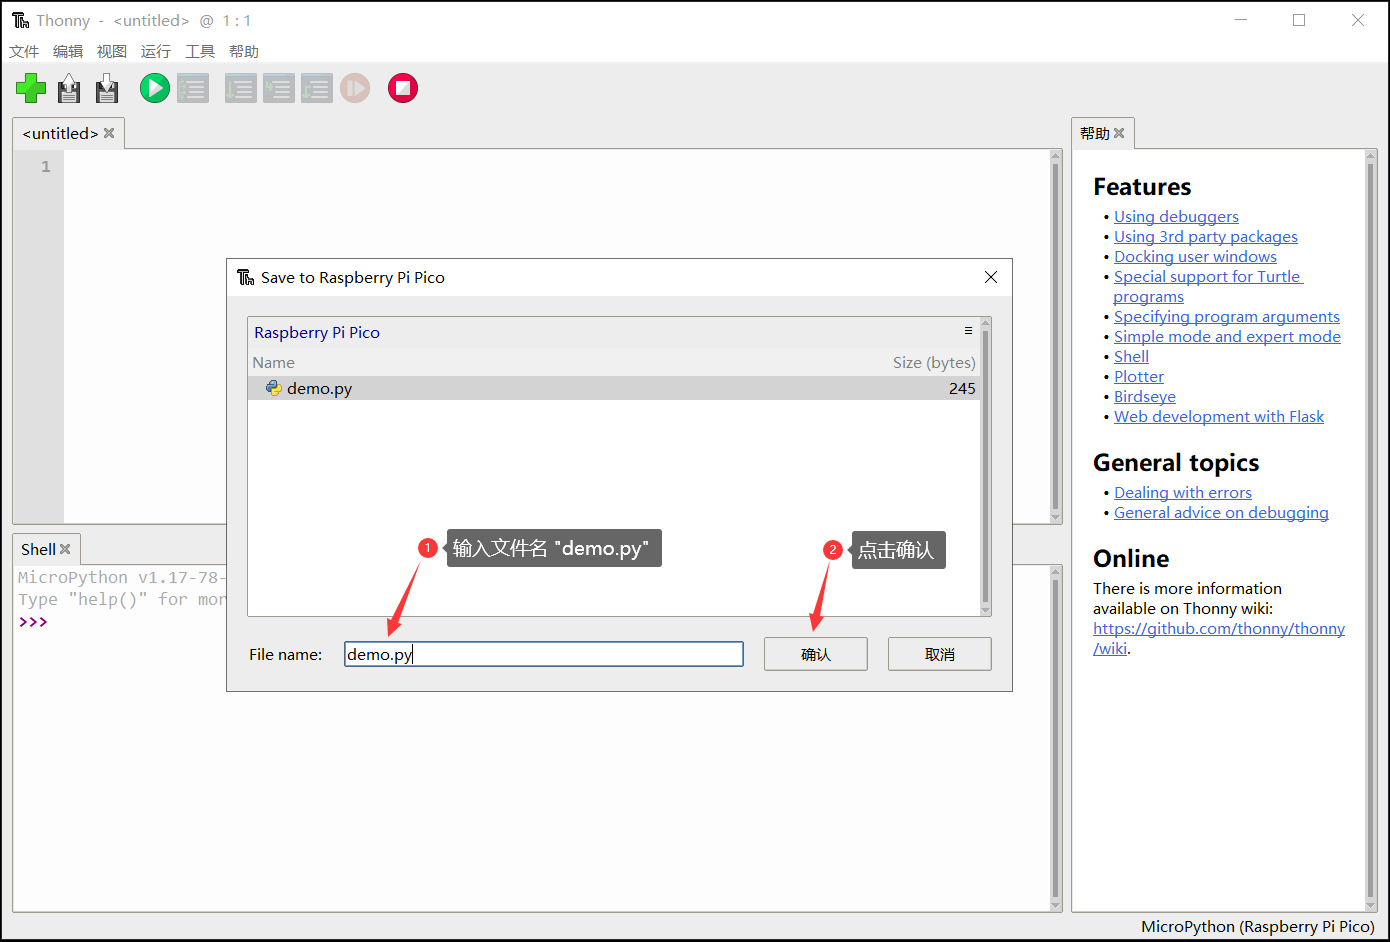 Thonny - <untitled> @ 1 : 1
文件 编辑 视图 运行 工具 帮助
<untitled>
1
Save to Raspberry Pi Pico
Raspberry Pi Pico
Name Size (bytes)
demo.py 245
1 输入文件名 "demo.py"
2 点击确认
File name: demo.py 确认 取消
Shell
MicroPython v1.17-78-
Type "help()" for mor
>>>
帮助
Features
• Using debuggers
• Using 3rd party packages
• Docking user windows
• Special support for Turtle
programs
• Specifying program arguments
• Simple mode and expert mode
• Shell
• Plotter
• Birdseye
• Web development with Flask
General topics
• Dealing with errors
• General advice on debugging
Online
There is more information
available on Thonny wiki:
https://github.com/thonny/thonny
/wiki.
MicroPython (Raspberry Pi Pico)